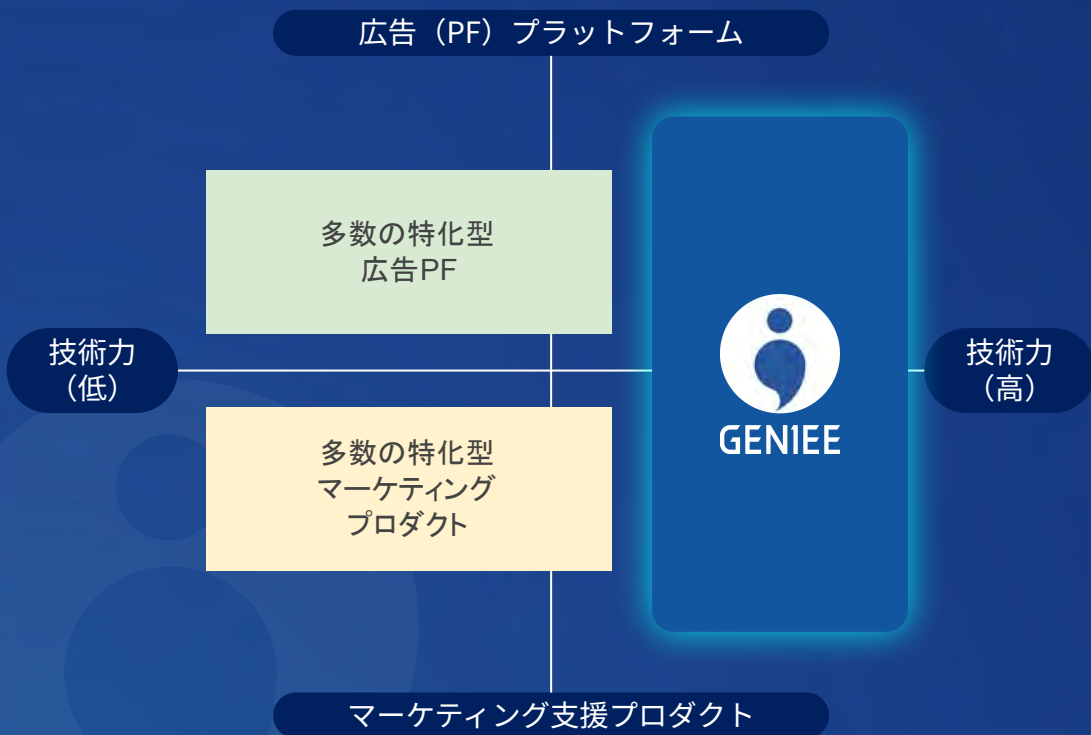 広告（PF）プラットフォーム
多数の特化型
広告PF
技術力
（低）
技術力
（高）
GENIEE
多数の特化型
マーケティング
プロダクト
マーケティング支援プロダクト